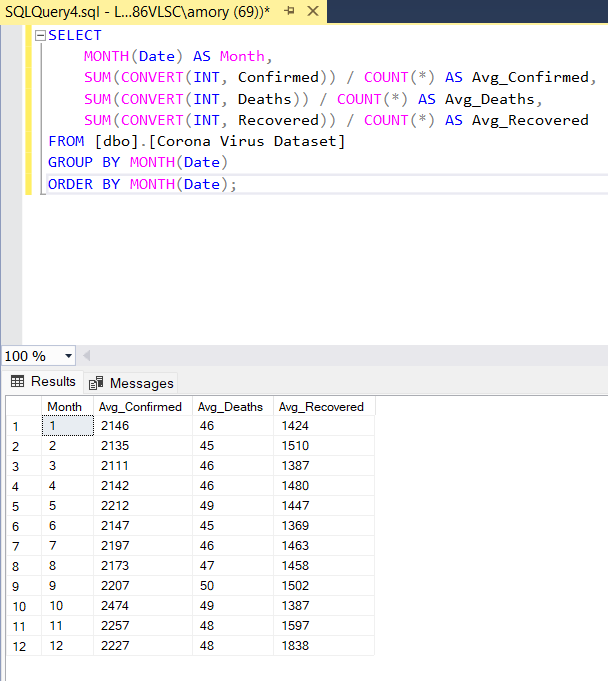 SQLQuery4.sql - L...86VLSC\amory (69))*
SELECT
MONTH(Date) AS Month,
SUM(CONVERT(INT, Confirmed)) / COUNT(*) AS Avg_Confirmed,
SUM(CONVERT(INT, Deaths)) / COUNT(*) AS Avg_Deaths,
SUM(CONVERT(INT, Recovered)) / COUNT(*) AS Avg_Recovered
FROM [dbo].[Corona Virus Dataset]
GROUP BY MONTH(Date)
ORDER BY MONTH(Date);
100 %
Results Messages
Month Avg_Confirmed Avg_Deaths Avg_Recovered
1 1 2146 46 1424
2 2 2135 45 1510
3 3 2111 46 1387
4 4 2142 46 1480
5 5 2212 49 1447
6 6 2147 45 1369
7 7 2197 46 1463
8 8 2173 47 1458
9 9 2207 50 1502
10 10 2474 49 1387
11 11 2257 48 1597
12 12 2227 48 1838